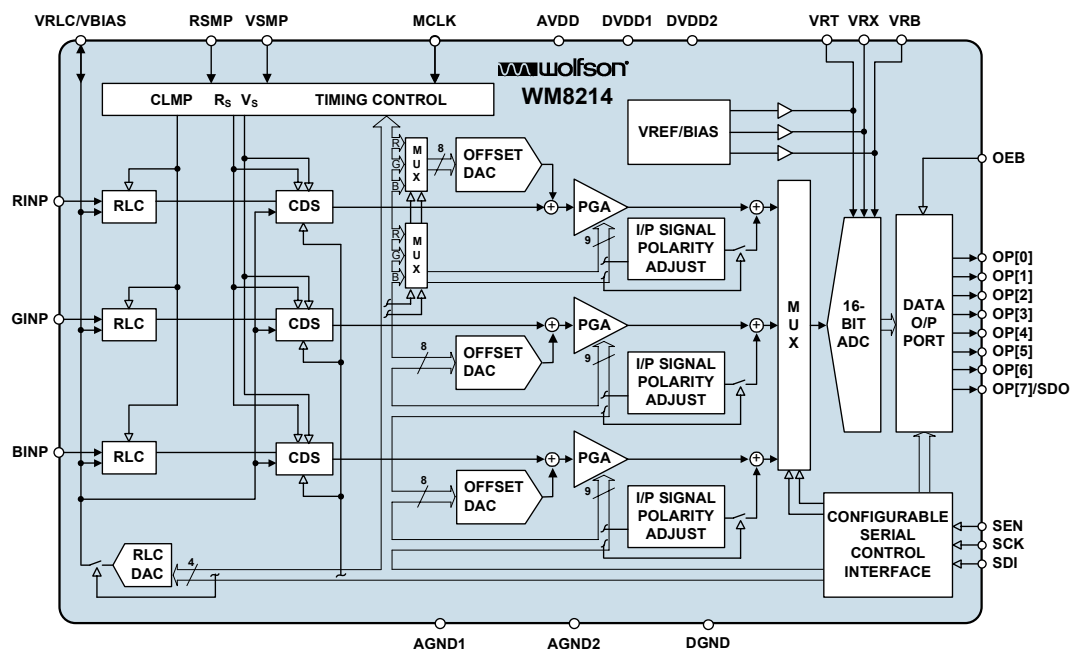 VRLC/VBIAS RSMP VSMP MCLK AVDD DVDD1 DVDD2 VRT VRX VRB
wolfson
WM8214
CLMP RS VS TIMING CONTROL
VREF/BIAS
OEB
R
G
B
MUX
8
OFFSET
DAC
RINP
RLC
CDS
PGA
9
I/P SIGNAL
POLARITY
ADJUST
R
G
B
MUX
GINP
RLC
CDS
8
OFFSET
DAC
PGA
9
I/P SIGNAL
POLARITY
ADJUST
BINP
RLC
CDS
8
OFFSET
DAC
PGA
9
I/P SIGNAL
POLARITY
ADJUST
MUX
16-
BIT
ADC
DATA
O/P
PORT
OP[0]
OP[1]
OP[2]
OP[3]
OP[4]
OP[5]
OP[6]
OP[7]/SDO
CONFIGURABLE
SERIAL
CONTROL
INTERFACE
SEN
SCK
SDI
RLC
DAC
4
AGND1 AGND2 DGND